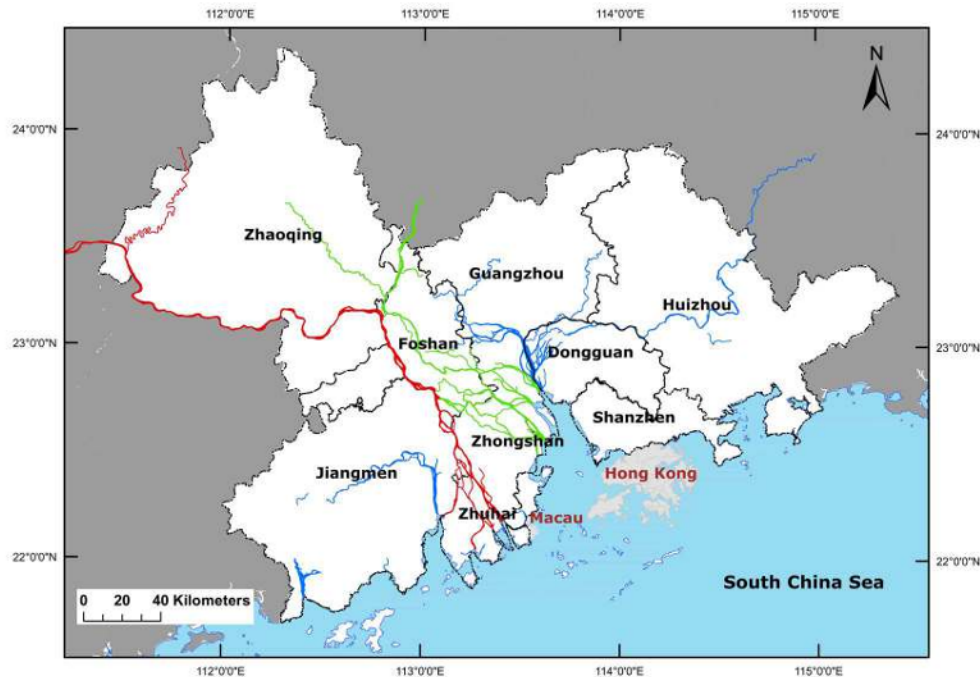 112°0'0"E 113°0'0"E 114°0'0"E 115°0'0"E
N
24°0'0"N 24°0'0"N
Zhaoqing
Guangzhou
Huizhou
23°0'0"N Foshan Dongguan 23°0'0"N
Shanzhen
Zhongshan
Jiangmen Hong Kong
Zhuhai Macau
22°0'0"N 22°0'0"N
South China Sea
0 20 40 Kilometers
112°0'0"E 113°0'0"E 114°0'0"E 115°0'0"E